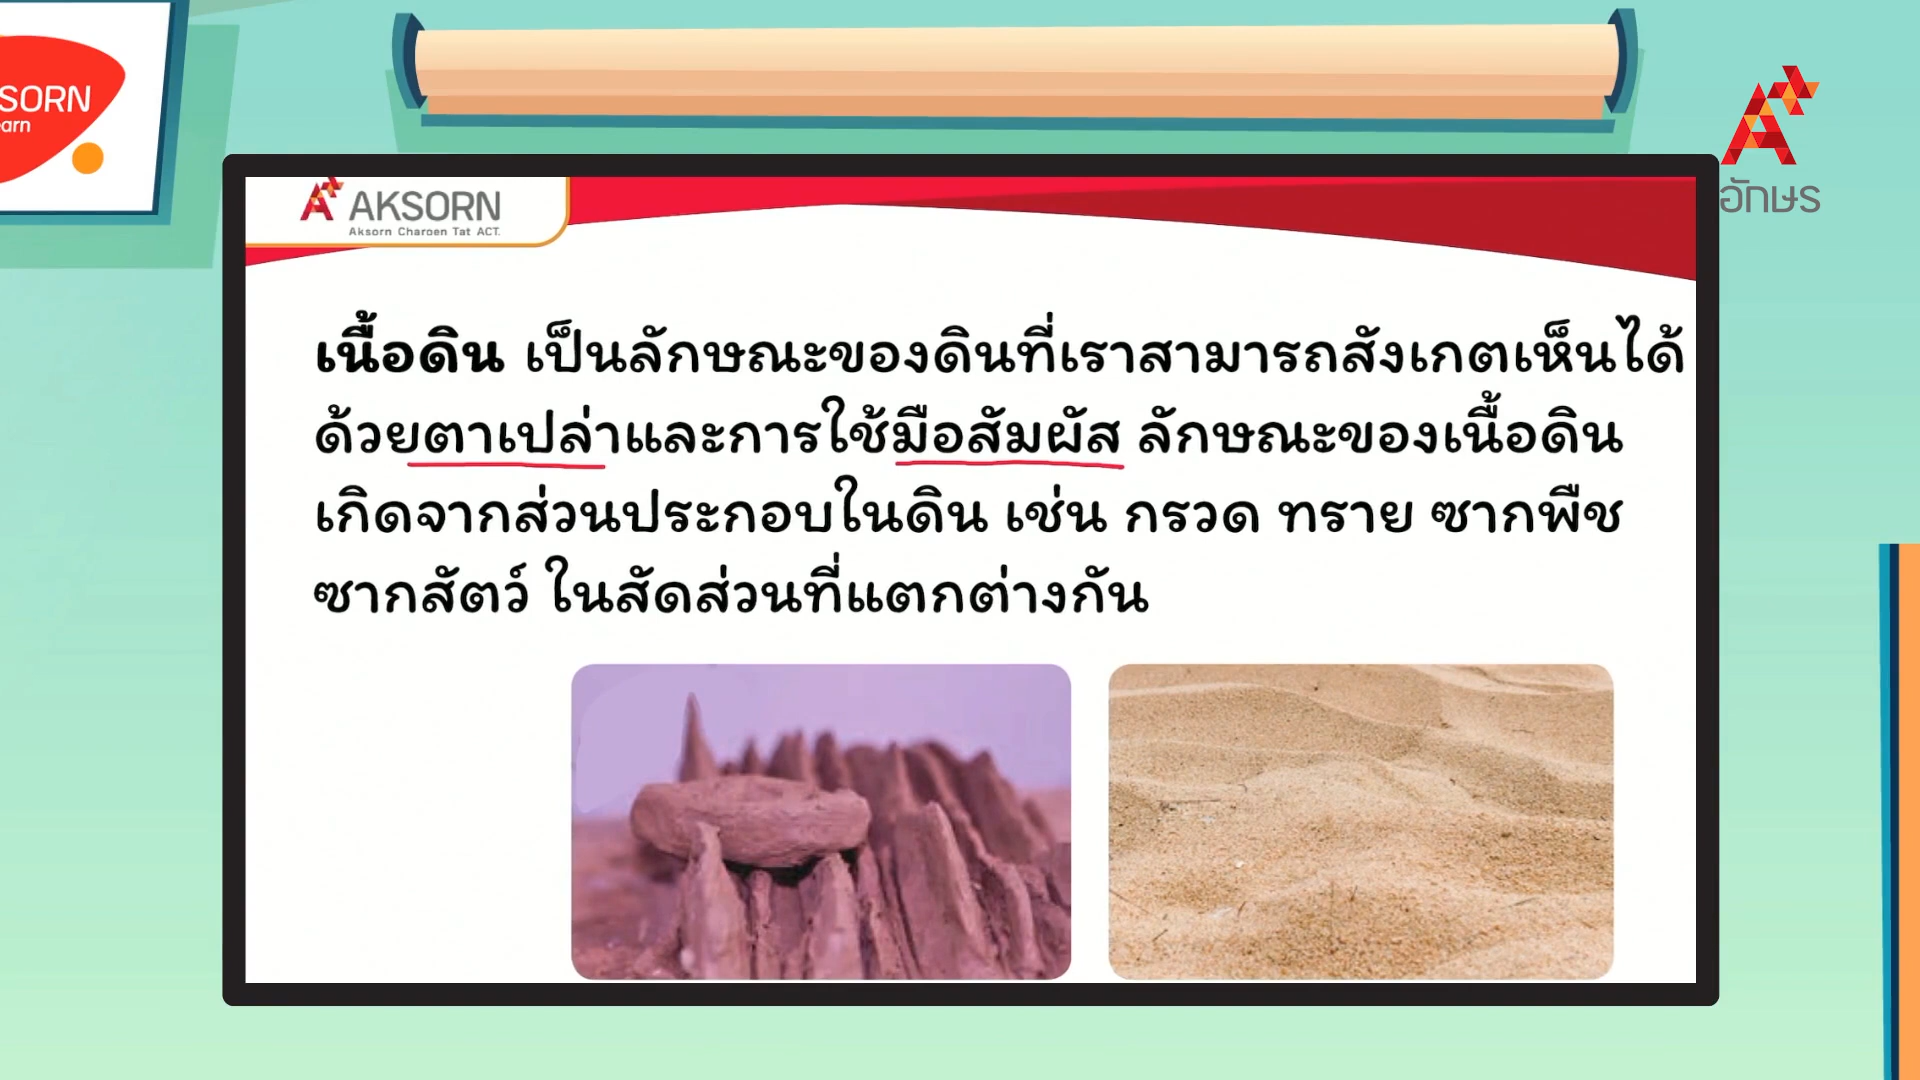 SORN
earn
อักษร
AKSORN
Aksorn Charoen Tat ACT.
เนื้อดิน เป็นลักษณะของดินที่เราสามารถสังเกตเห็นได้
ด้วยตาเปล่าและการใช้มือสัมผัส ลักษณะของเนื้อดิน
เกิดจากส่วนประกอบในดิน เช่น กรวด ทราย ซากพืช
ซากสัตว์ ในสัดส่วนที่แตกต่างกัน